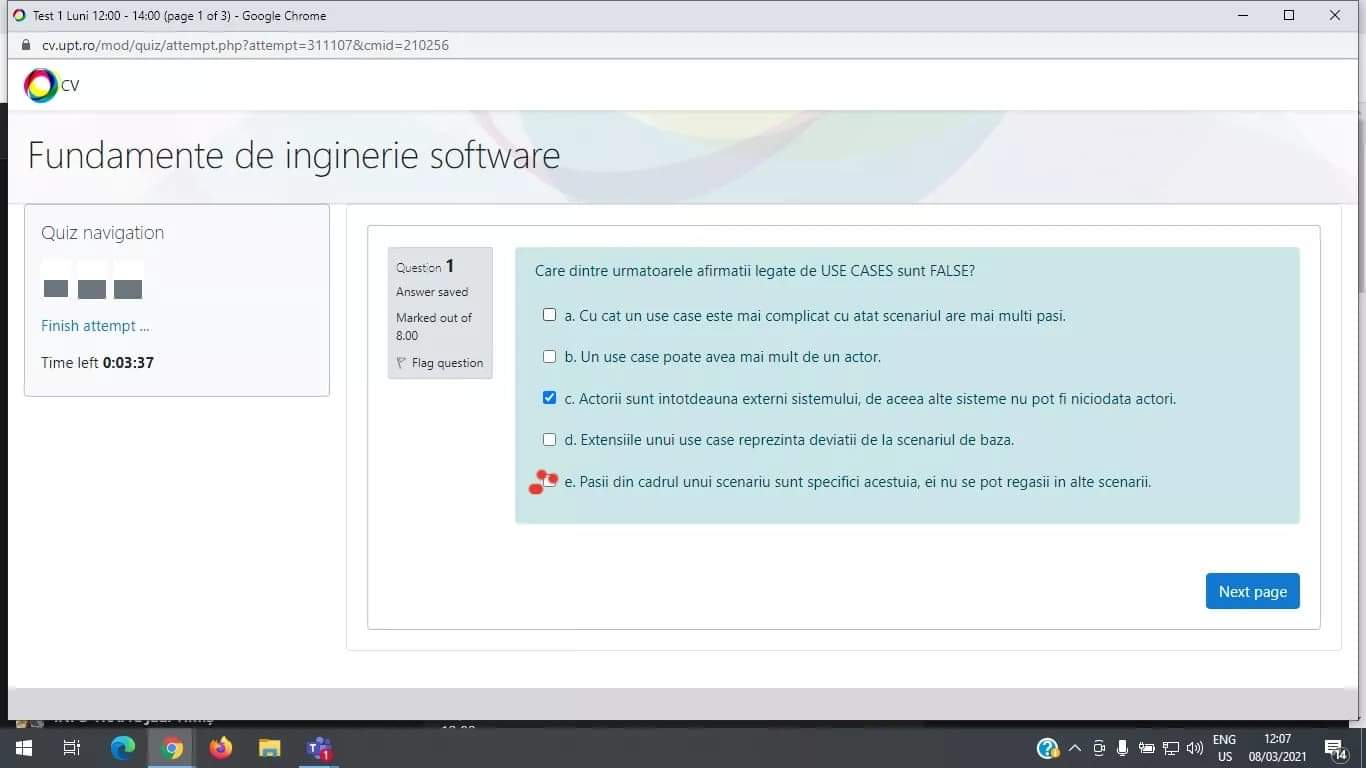 Test 1 Luni 12:00 - 14:00 (page 1 of 3) - Google Chrome
cv.upt.ro/mod/quiz/attempt.php?attempt=311107&cmid=210256
CV
Fundamente de inginerie software
Quiz navigation
Finish attempt ...
Time left 0:03:37
Question 1
Answer saved
Marked out of
8.00
Flag question
Care dintre urmatoarele afirmatii legate de USE CASES sunt FALSE?
a. Cu cat un use case este mai complicat cu atat scenariul are mai multi pasi.
b. Un use case poate avea mai mult de un actor.
c. Actorii sunt intotdeauna externi sistemului, de aceea alte sisteme nu pot fi niciodata actori.
d. Extensiile unui use case reprezinta deviatii de la scenariul de baza.
e. Pasii din cadrul unui scenariu sunt specifici acestuia, ei nu se pot regasii in alte scenarii.
Next page
1
ENG
US
12:07
08/03/2021
14